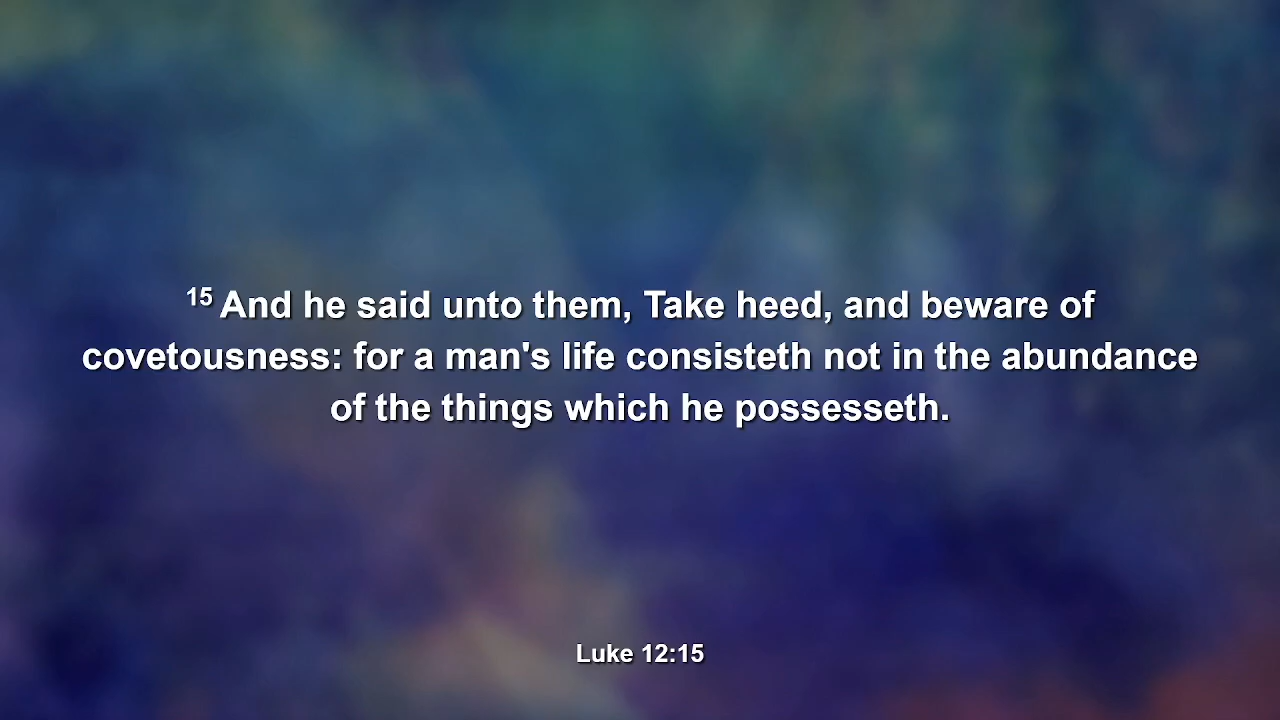 15 And he said unto them, Take heed, and beware of
covetousness: for a man's life consisteth not in the abundance
of the things which he possesseth.
Luke 12:15